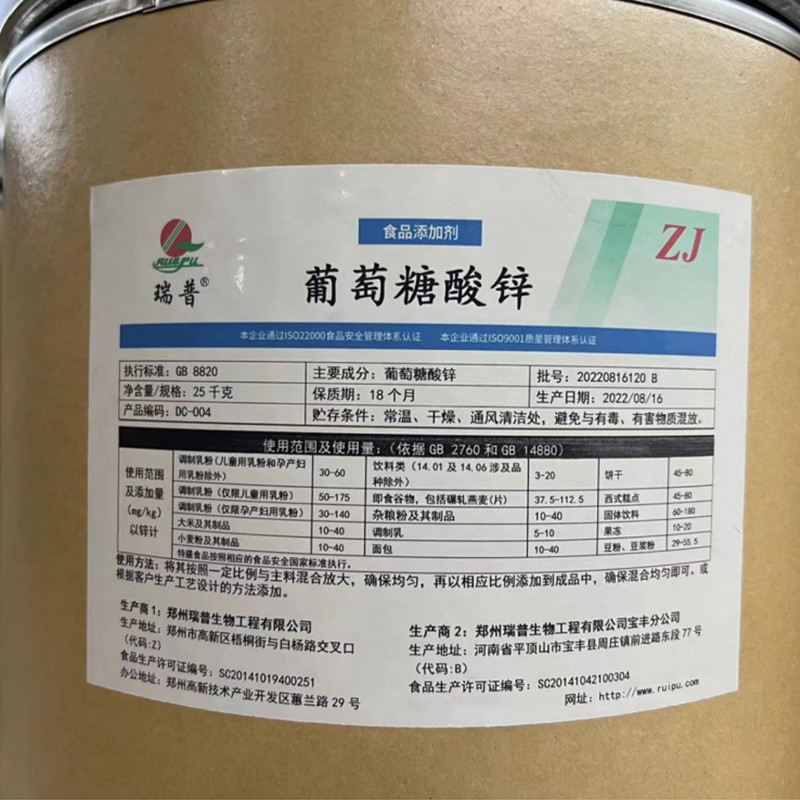 食品添加剂
ZJ
RUIPU
瑞普®
葡萄糖酸锌
本企业通过ISO22000食品安全管理体系认证 本企业通过ISO9001质量管理体系认证
执行标准：GB 8820 主要成分：葡萄糖酸锌 批号：20220816120 B
净含量/规格：25千克 保质期：18个月 生产日期：2022/08/16
产品编码：DC-004 贮存条件：常温、干燥、通风清洁处，避免与有毒、有害物质混放。
使用范围及使用量：（依据GB 2760 和 GB 14880）
使用范围及添加量(mg/kg)以锌计
调制乳粉（儿童用乳粉和孕产妇用乳粉除外） 30-60 饮料类（14.01及14.06涉及品种除外） 3-20 饼干 45-80
调制乳粉（仅限儿童用乳粉） 50-175 即食谷物，包括碾轧燕麦(片) 37.5-112.5 西式糕点 45-80
调制乳粉（仅限孕产妇用乳粉） 30-140 杂粮粉及其制品 10-40 固体饮料 60-180
大米及其制品 10-40 调制乳 5-10 果冻 10-20
小麦粉及其制品 10-40 面包 10-40 豆粉、豆浆粉 29-55.5
特膳食品按照相应的食品安全国家标准执行。
使用方法：将其按照一定比例与主料混合放大，确保均匀，再以相应比例添加到成品中，确保混合均匀即可。或
根据客户生产工艺设计的方法添加。
生产商1：郑州瑞普生物工程有限公司
生产地址：郑州市高新区梧桐街与白杨路交叉口
（代码:Z）
食品生产许可证编号：SC20141019400251
办公地址：郑州高新技术产业开发区蕙兰路29号
生产商2：郑州瑞普生物工程有限公司宝丰分公司
生产地址：河南省平顶山市宝丰县周庄镇前进路东段77号
（代码:B）
食品生产许可证编号：SC20141042100304
网址：http://www.ruipu.com